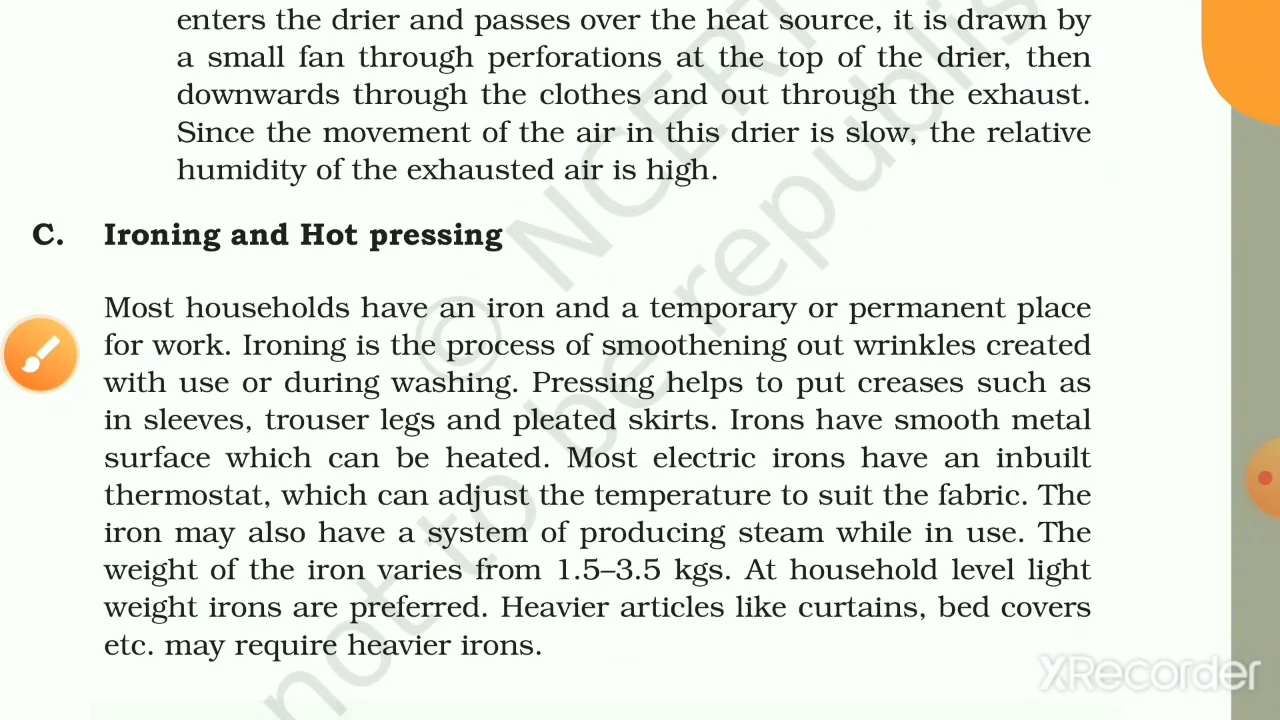 enters the drier and passes over the heat source, it is drawn by
a small fan through perforations at the top of the drier, then
downwards through the clothes and out through the exhaust.
Since the movement of the air in this drier is slow, the relative
humidity of the exhausted air is high.
C. Ironing and Hot pressing
Most households have an iron and a temporary or permanent place
for work. Ironing is the process of smoothening out wrinkles created
with use or during washing. Pressing helps to put creases such as
in sleeves, trouser legs and pleated skirts. Irons have smooth metal
surface which can be heated. Most electric irons have an inbuilt
thermostat, which can adjust the temperature to suit the fabric. The
iron may also have a system of producing steam while in use. The
weight of the iron varies from 1.5–3.5 kgs. At household level light
weight irons are preferred. Heavier articles like curtains, bed covers
etc. may require heavier irons.
© NCERT
not to be republis
XRecorder